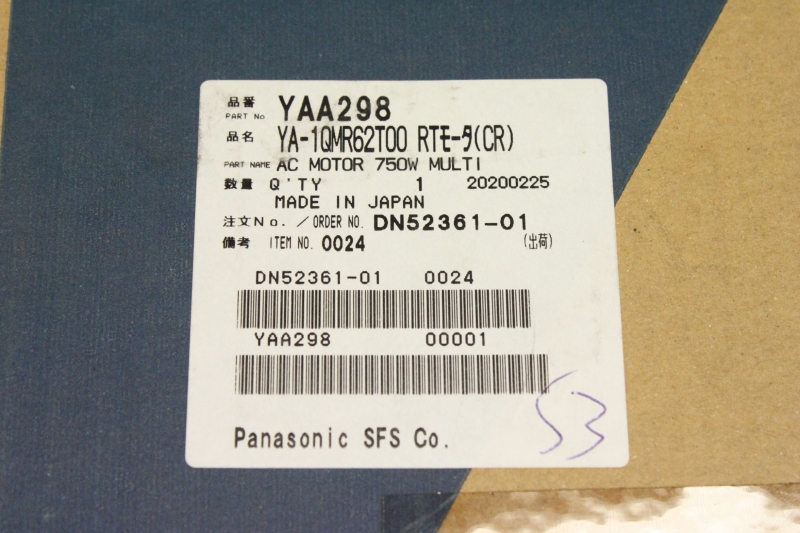 品番 PART No YAA298
品名 YA-1QMR62T00 RTモータ(CR)
PART NAME AC MOTOR 750W MULTI
数量 Q'TY 1 20200225
MADE IN JAPAN
注文No./ORDER NO. DN52361-01
備考 ITEM NO. 0024 (出荷)
DN52361-01 0024
YAA298 00001
Panasonic SFS Co.
53